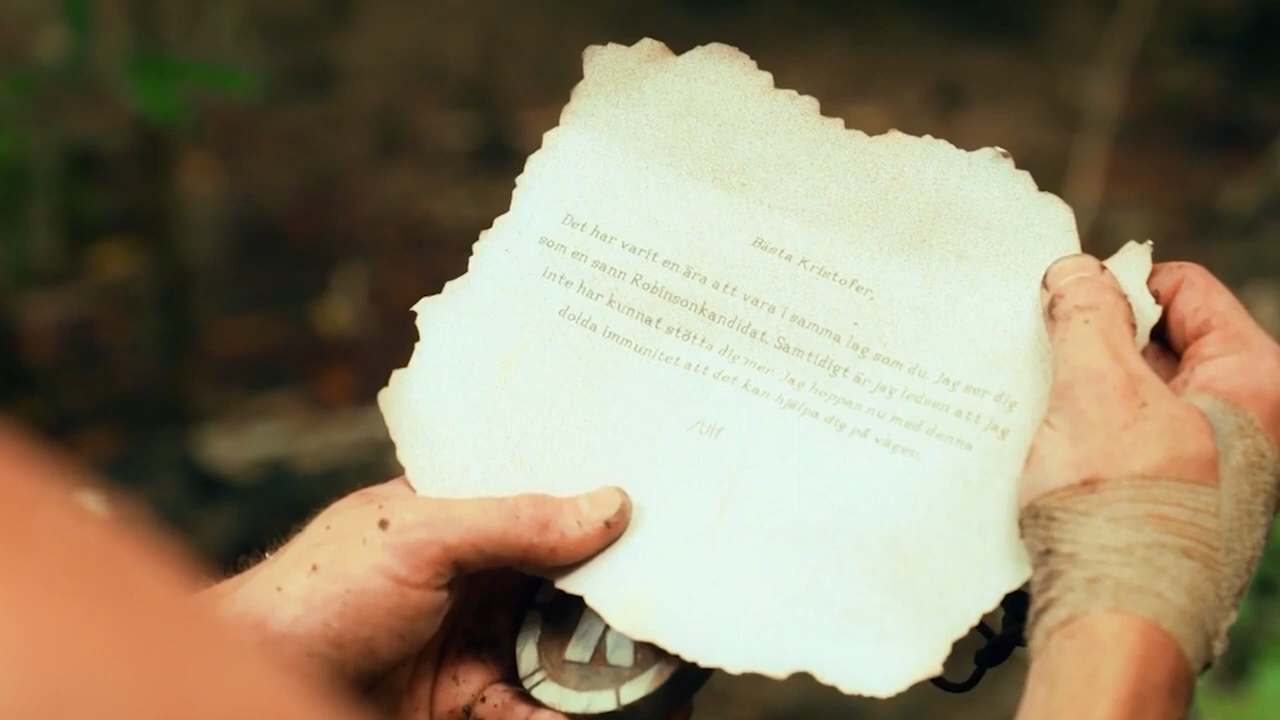 Bästa Kristofer,
Det har varit en ära att vara i samma lag som du. Jag ser dig
som en sann Robinsonkandidat. Samtidigt är jag ledsen att jag
inte har kunnat stötta dig mer. Jag hoppas nu med denna
dolda immunitet att det kan hjälpa dig på vägen.
/Ulf